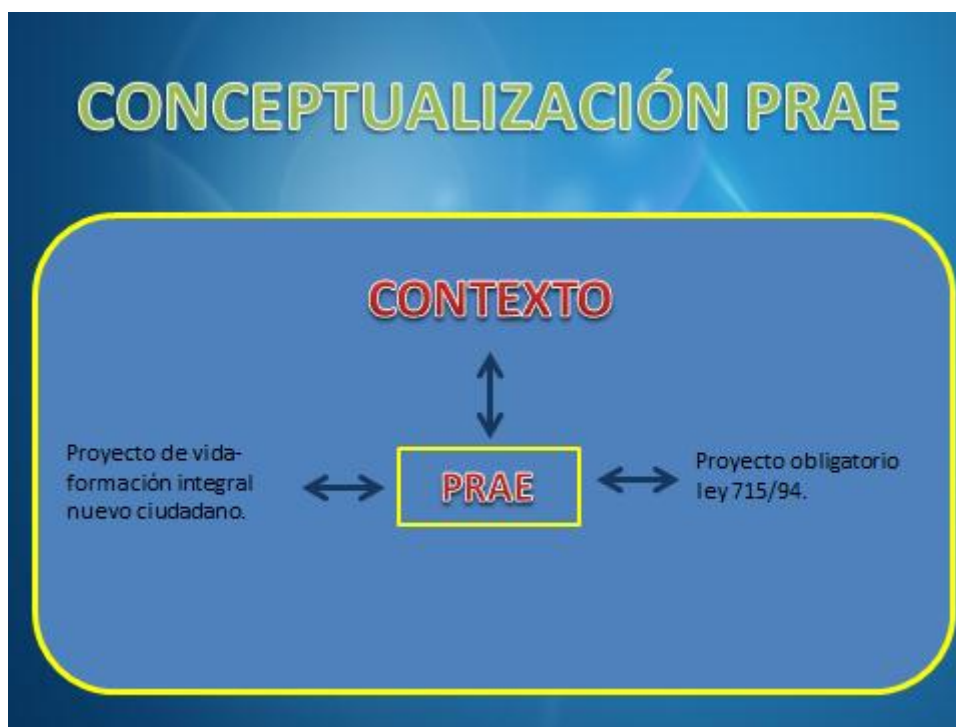 CONCEPTUALIZACIÓN PRAE
CONTEXTO
Proyecto de vida-
formación integral
nuevo ciudadano.
PRAE
Proyecto obligatorio
ley 715/94.